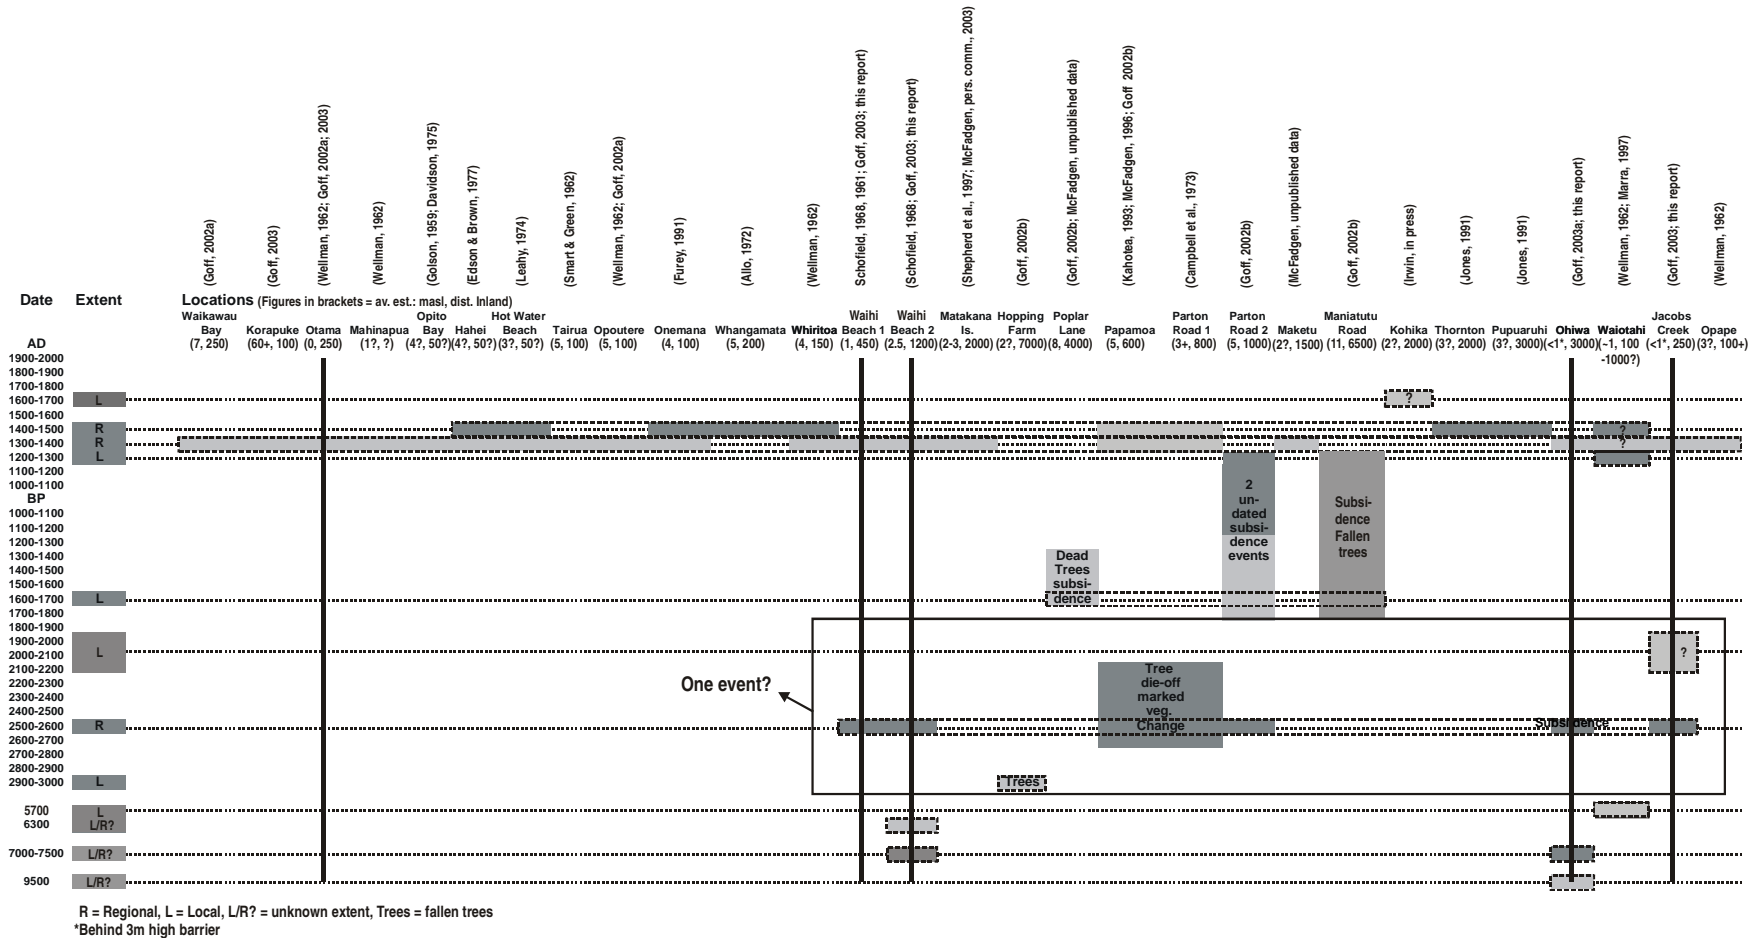 (Goff, 2002a)
(Goff, 2003)
(Wellman, 1962; Goff, 2002a; 2003)
(Wellman, 1962)
(Golson, 1959; Davidson, 1975)
(Edson & Brown, 1977)
(Leahy, 1974)
(Smart & Green, 1962)
(Wellman, 1962; Goff, 2002a)
(Furey, 1991)
(Allo, 1972)
(Wellman, 1962)
Schofield, 1968, 1961; Goff, 2003; this report)
(Schofield, 1968; Goff, 2003; this report)
(Shepherd et al., 1997; McFadgen, pers. comm., 2003)
(Goff, 2002b)
(Goff, 2002b; McFadgen, unpublished data)
(Kahotea, 1993; McFadgen, 1996; Goff 2002b)
(Campbell et al., 1973)
(Goff, 2002b)
(McFadgen, unpublished data)
(Goff, 2002b)
(Irwin, in press)
(Jones, 1991)
(Jones, 1991)
(Goff, 2003a; this report)
(Wellman, 1962; Marra, 1997)
(Goff, 2003; this report)
(Wellman, 1962)
Date
Extent
Locations (Figures in brackets = av. est.: masl, dist. Inland)
Waikawau
Bay
(7, 250)
Korapuke
(60+, 100)
Otama
(0, 250)
Mahinapua
(1?, ?)
Opito
Bay
(4?, 50?)
Hahei
(4?, 50?)
Hot Water
Beach
(3?, 50?)
Tairua
(5, 100)
Opoutere
(5, 100)
Onemana
(4, 100)
Whangamata
(5, 200)
Whiritoa
(4, 150)
Waihi
Beach 1
(1, 450)
Waihi
Beach 2
(2.5, 1200)
Matakana
Is.
(2-3, 2000)
Hopping
Farm
(2?, 7000)
Poplar
Lane
(8, 4000)
Papamoa
(5, 600)
Parton
Road 1
(3+, 800)
Parton
Road 2
(5, 1000)
Maketu
(2?, 1500)
Maniatutu
Road
(11, 6500)
Kohika
(2?, 2000)
Thornton
(3?, 2000)
Pupuaruhi
(3?, 3000)
Ohiwa
(<1*, 3000)
Waiotahi
(~1, 100
-1000?)
Jacobs
Creek
(<1*, 250)
Opape
(3?, 100+)
AD
1900-2000
1800-1900
1700-1800
1600-1700 L ?
1500-1600
1400-1500 R ?
1300-1400 R ?
1200-1300 L
1100-1200
1000-1100
BP
1000-1100
1100-1200
1200-1300
1300-1400
1400-1500
1500-1600
1600-1700 L
1700-1800
1800-1900
1900-2000
2000-2100 L ?
2100-2200
2200-2300
2300-2400
2400-2500
2500-2600 R
2600-2700
2700-2800
2800-2900
2900-3000 L
5700 L
6300 L/R?
7000-7500 L/R?
9500 L/R?
Dead
Trees
subsi-
dence
2
un-
dated
subsi-
dence
events
Subsi-
dence
Fallen
trees
One event?
Tree
die-off
marked
veg.
Change
Subsidence
Trees
R = Regional, L = Local, L/R? = unknown extent, Trees = fallen trees
*Behind 3m high barrier